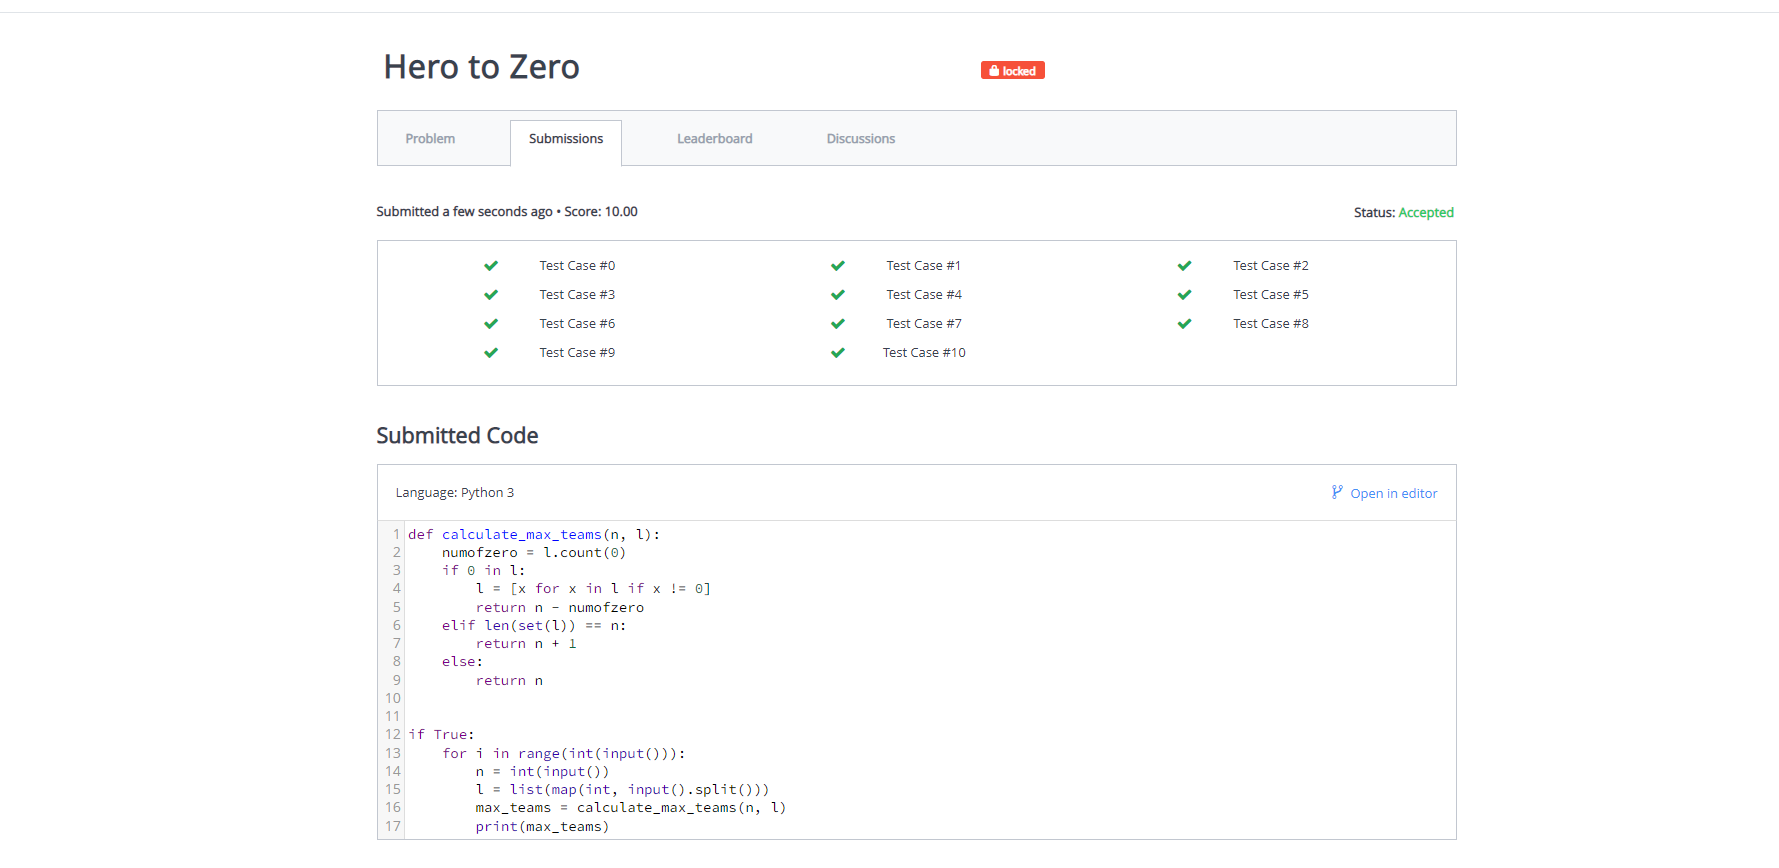 Hero to Zero
locked
Problem Submissions Leaderboard Discussions
Submitted a few seconds ago • Score: 10.00 Status: Accepted
Test Case #0 Test Case #1 Test Case #2
Test Case #3 Test Case #4 Test Case #5
Test Case #6 Test Case #7 Test Case #8
Test Case #9 Test Case #10
Submitted Code
Language: Python 3 Open in editor
1 def calculate_max_teams(n, l):
2     numofzero = l.count(0)
3     if 0 in l:
4         l = [x for x in l if x != 0]
5         return n - numofzero
6     elif len(set(l)) == n:
7         return n + 1
8     else:
9         return n
10
11
12 if True:
13     for i in range(int(input())):
14         n = int(input())
15         l = list(map(int, input().split()))
16         max_teams = calculate_max_teams(n, l)
17         print(max_teams)